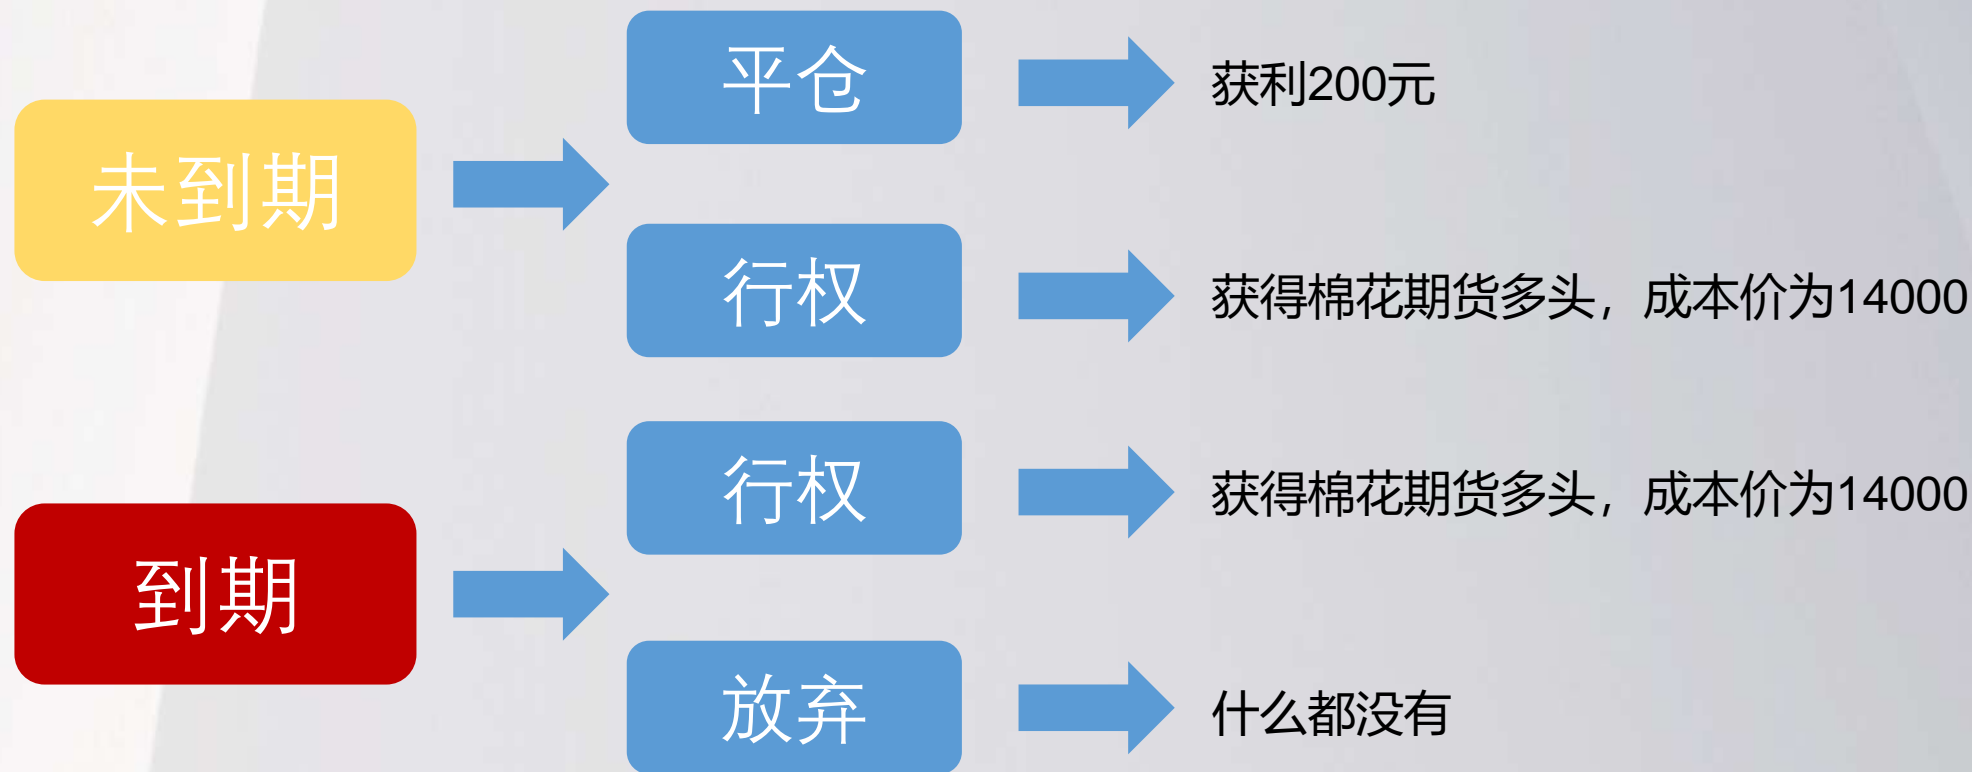 未到期
平仓
获利200元
行权
获得棉花期货多头，成本价为14000
到期
行权
获得棉花期货多头，成本价为14000
放弃
什么都没有